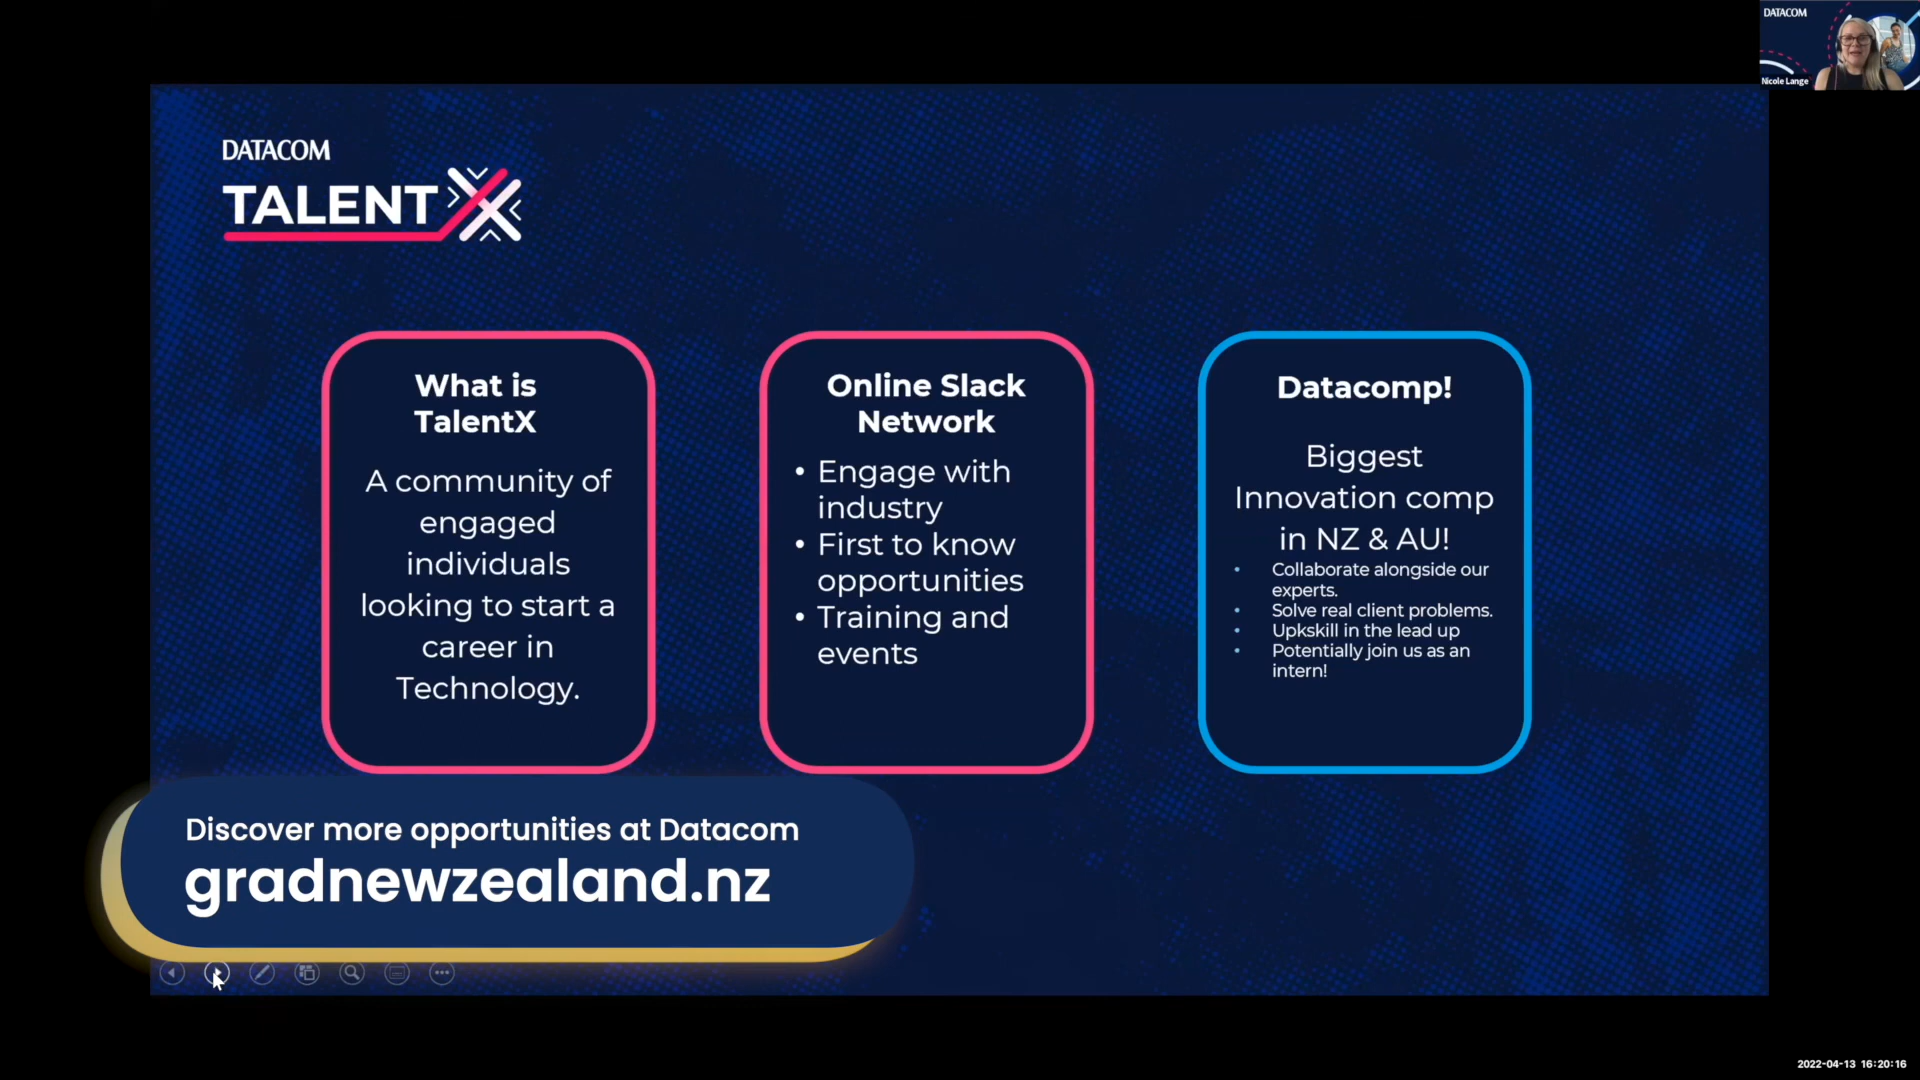 DATACOM
Nicole Lange
DATACOM
TALENT
What is
TalentX
A community of
engaged
individuals
looking to start a
career in
Technology.
Online Slack
Network
• Engage with
industry
• First to know
opportunities
• Training and
events
Datacomp!
Biggest
Innovation comp
in NZ & AU!
• Collaborate alongside our
experts.
• Solve real client problems.
• Upkskill in the lead up
• Potentially join us as an
intern!
Discover more opportunities at Datacom
gradnewzealand.nz
2022-04-13 16:20:16